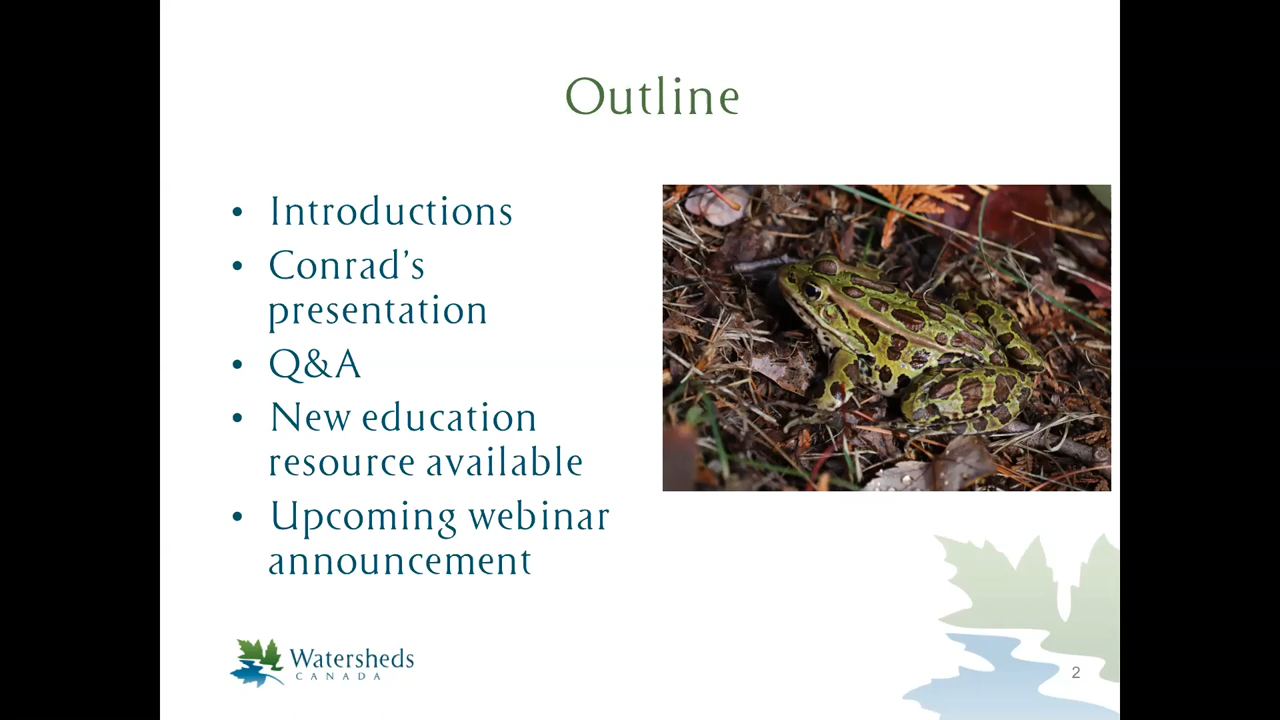 Outline
• Introductions
• Conrad's
presentation
• Q&A
• New education
resource available
• Upcoming webinar
announcement
Watersheds
CANADA
2